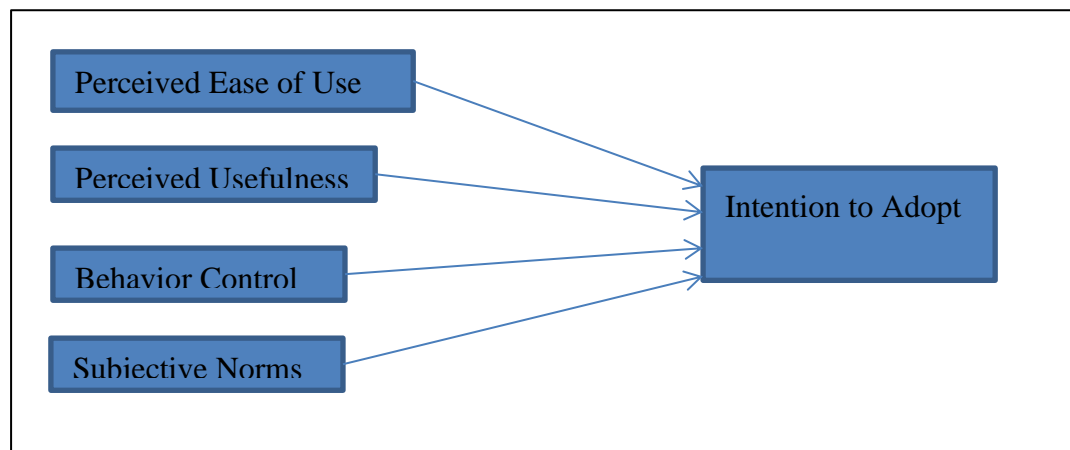 Perceived Ease of Use
Perceived Usefulness
Behavior Control
Subjective Norms
Intention to Adopt